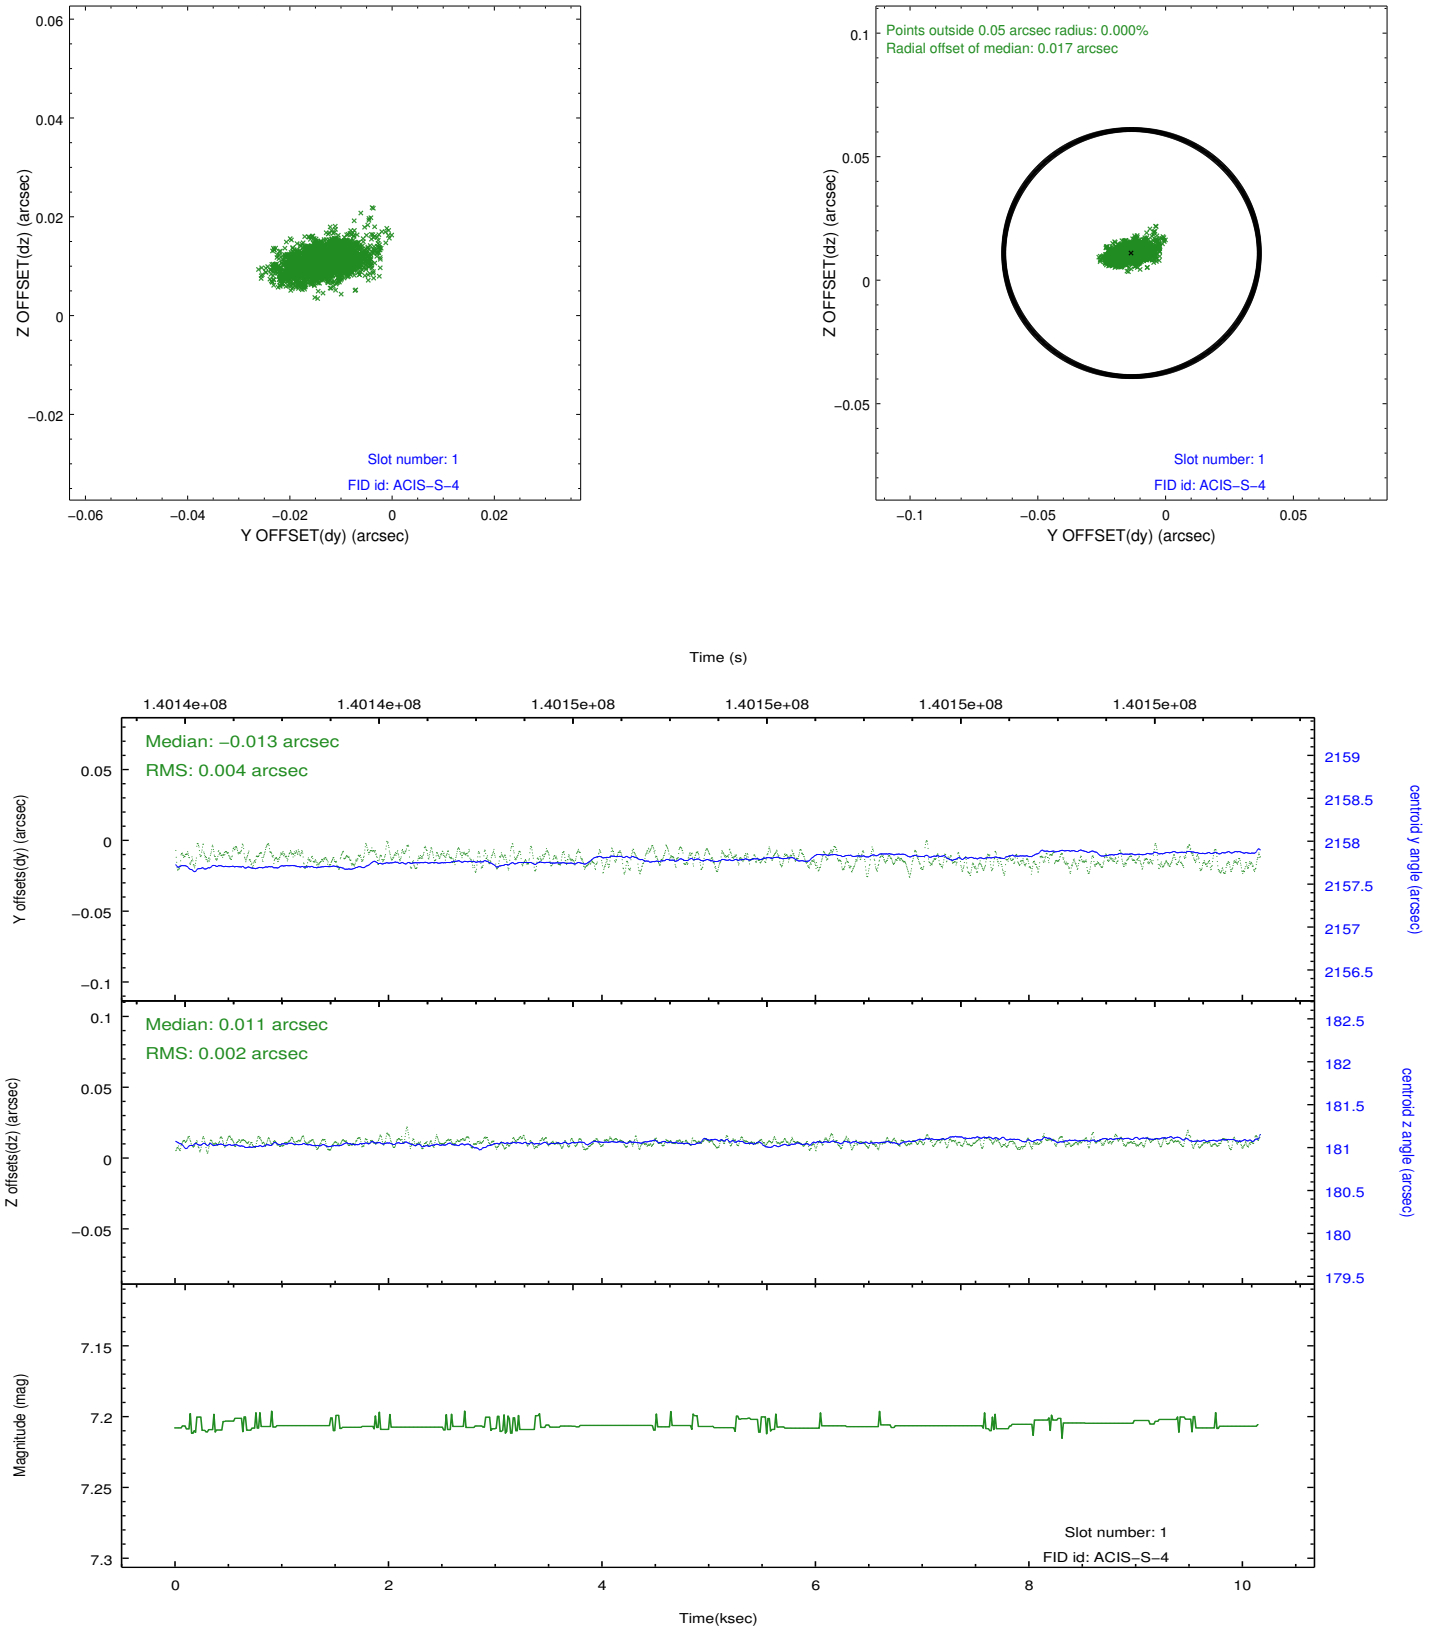 0.06
0.04
0.02
0
−0.02
−0.06
−0.04
−0.02
0
0.02
Z OFFSET(dz) (arcsec)
Y OFFSET(dy) (arcsec)
Slot number: 1
FID id: ACIS−S−4
Points outside 0.05 arcsec radius: 0.000%
Radial offset of median: 0.017 arcsec
0.1
0.05
0
−0.05
−0.1
−0.05
0
0.05
Z OFFSET(dz) (arcsec)
Y OFFSET(dy) (arcsec)
Slot number: 1
FID id: ACIS−S−4
Time (s)
1.4014e+08
1.4014e+08
1.4015e+08
1.4015e+08
1.4015e+08
1.4015e+08
Median: −0.013 arcsec
RMS: 0.004 arcsec
0.05
0
−0.05
−0.1
Y offsets(dy) (arcsec)
2159
2158.5
2158
2157.5
2157
2156.5
centroid y angle (arcsec)
Median: 0.011 arcsec
RMS: 0.002 arcsec
0.1
0.05
0
−0.05
Z offsets(dz) (arcsec)
182.5
182
181.5
181
180.5
180
179.5
centroid z angle (arcsec)
7.15
7.2
7.25
7.3
Magnitude (mag)
Slot number: 1
FID id: ACIS−S−4
0
2
4
6
8
10
Time(ksec)